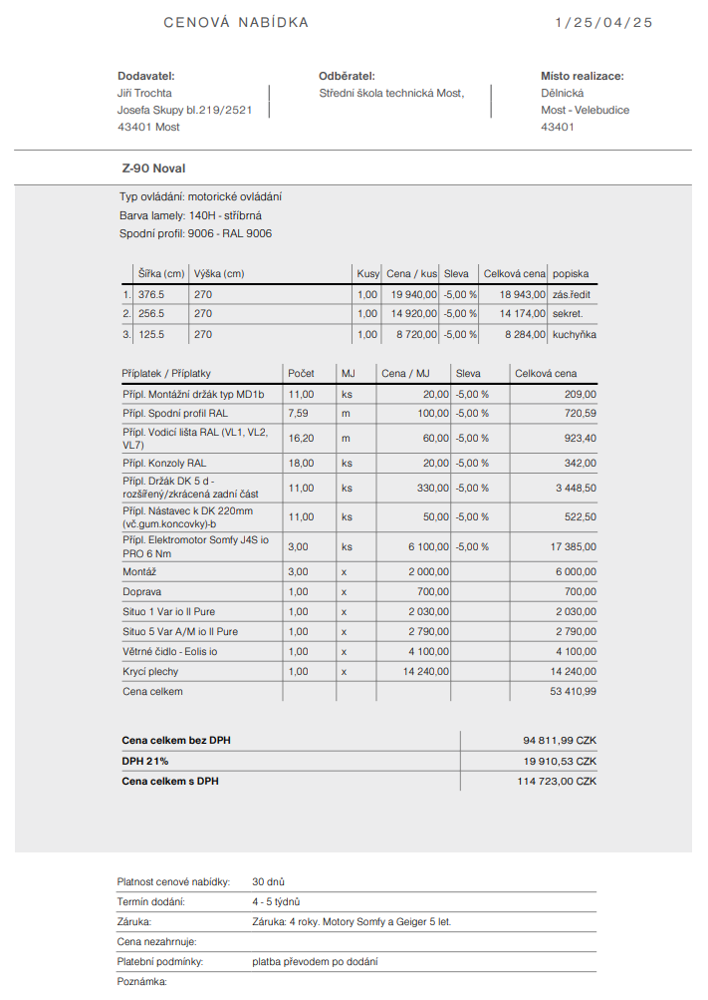 CENOVÁ NABÍDKA 1/25/04/25
Dodavatel: Odběratel: Místo realizace:
Jiří Trochta Střední škola technická Most, Dělnická
Josefa Skupy bl.219/2521 Most - Velebudice
43401 Most 43401
Z-90 Noval
Typ ovládání: motorické ovládání
Barva lamely: 140H - stříbrná
Spodní profil: 9006 - RAL 9006
Šířka (cm) Výška (cm) Kusy Cena / kus Sleva Celková cena popiska
1. 376.5 270 1,00 19 940,00 -5,00 % 18 943,00 zás.ředit
2. 256.5 270 1,00 14 920,00 -5,00 % 14 174,00 sekret.
3. 125.5 270 1,00 8 720,00 -5,00 % 8 284,00 kuchyňka
Příplatek / Příplatky Počet MJ Cena / MJ Sleva Celková cena
Přípl. Montážní držák typ MD1b 11,00 ks 20,00 -5,00 % 209,00
Přípl. Spodní profil RAL 7,59 m 100,00 -5,00 % 720,59
Přípl. Vodicí lišta RAL (VL1, VL2,
VL7) 16,20 m 60,00 -5,00 % 923,40
Přípl. Konzoly RAL 18,00 ks 20,00 -5,00 % 342,00
Přípl. Držák DK 5 d -
rozšířený/zkrácená zadní část 11,00 ks 330,00 -5,00 % 3 448,50
Přípl. Nástavec k DK 220mm
(vč.gum.koncovky)-b 11,00 ks 50,00 -5,00 % 522,50
Přípl. Elektromotor Somfy J4S io
PRO 6 Nm 3,00 ks 6 100,00 -5,00 % 17 385,00
Montáž 3,00 x 2 000,00 6 000,00
Doprava 1,00 x 700,00 700,00
Situo 1 Var io II Pure 1,00 x 2 030,00 2 030,00
Situo 5 Var A/M io II Pure 1,00 x 2 790,00 2 790,00
Větrné čidlo - Eolis io 1,00 x 4 100,00 4 100,00
Krycí plechy 1,00 x 14 240,00 14 240,00
Cena celkem 53 410,99
Cena celkem bez DPH 94 811,99 CZK
DPH 21% 19 910,53 CZK
Cena celkem s DPH 114 723,00 CZK
Platnost cenové nabídky: 30 dnů
Termín dodání: 4 - 5 týdnů
Záruka: Záruka: 4 roky. Motory Somfy a Geiger 5 let.
Cena nezahrnuje:
Platební podmínky: platba převodem po dodání
Poznámka: